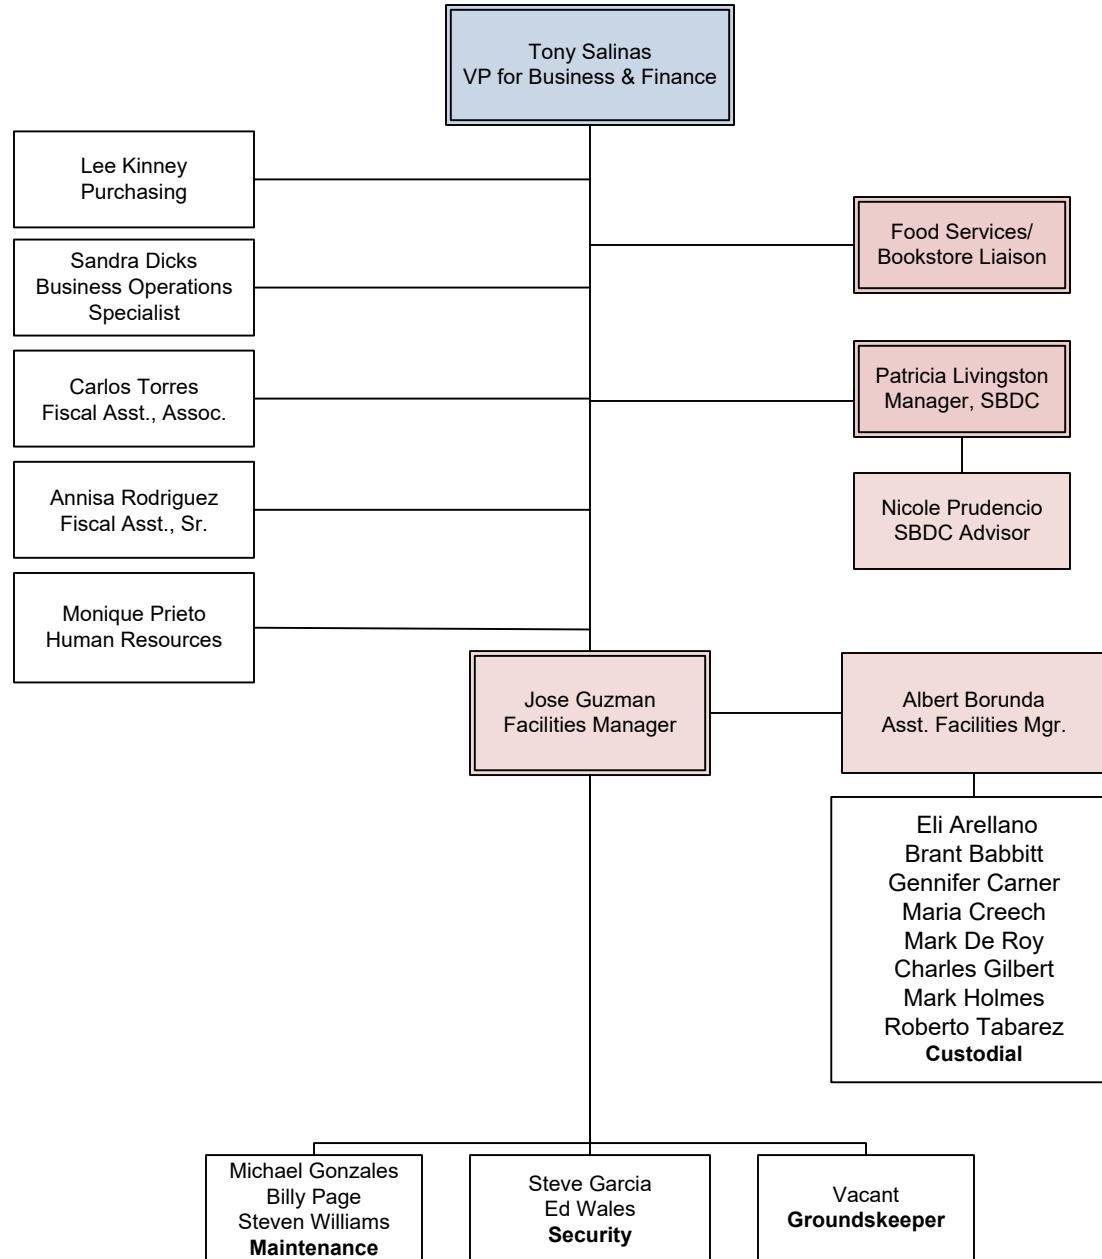 Tony Salinas
VP for Business & Finance
Lee Kinney
Purchasing
Food Services/
Bookstore Liaison
Sandra Dicks
Business Operations
Specialist
Patricia Livingston
Manager, SBDC
Carlos Torres
Fiscal Asst., Assoc.
Nicole Prudencio
SBDC Advisor
Annisa Rodriguez
Fiscal Asst., Sr.
Monique Prieto
Human Resources
Jose Guzman
Facilities Manager
Albert Borunda
Asst. Facilities Mgr.
Eli Arellano
Brant Babbitt
Gennifer Carner
Maria Creech
Mark De Roy
Charles Gilbert
Mark Holmes
Roberto Tabarez
Custodial
Michael Gonzales
Billy Page
Steven Williams
Maintenance
Steve Garcia
Ed Wales
Security
Vacant
Groundskeeper